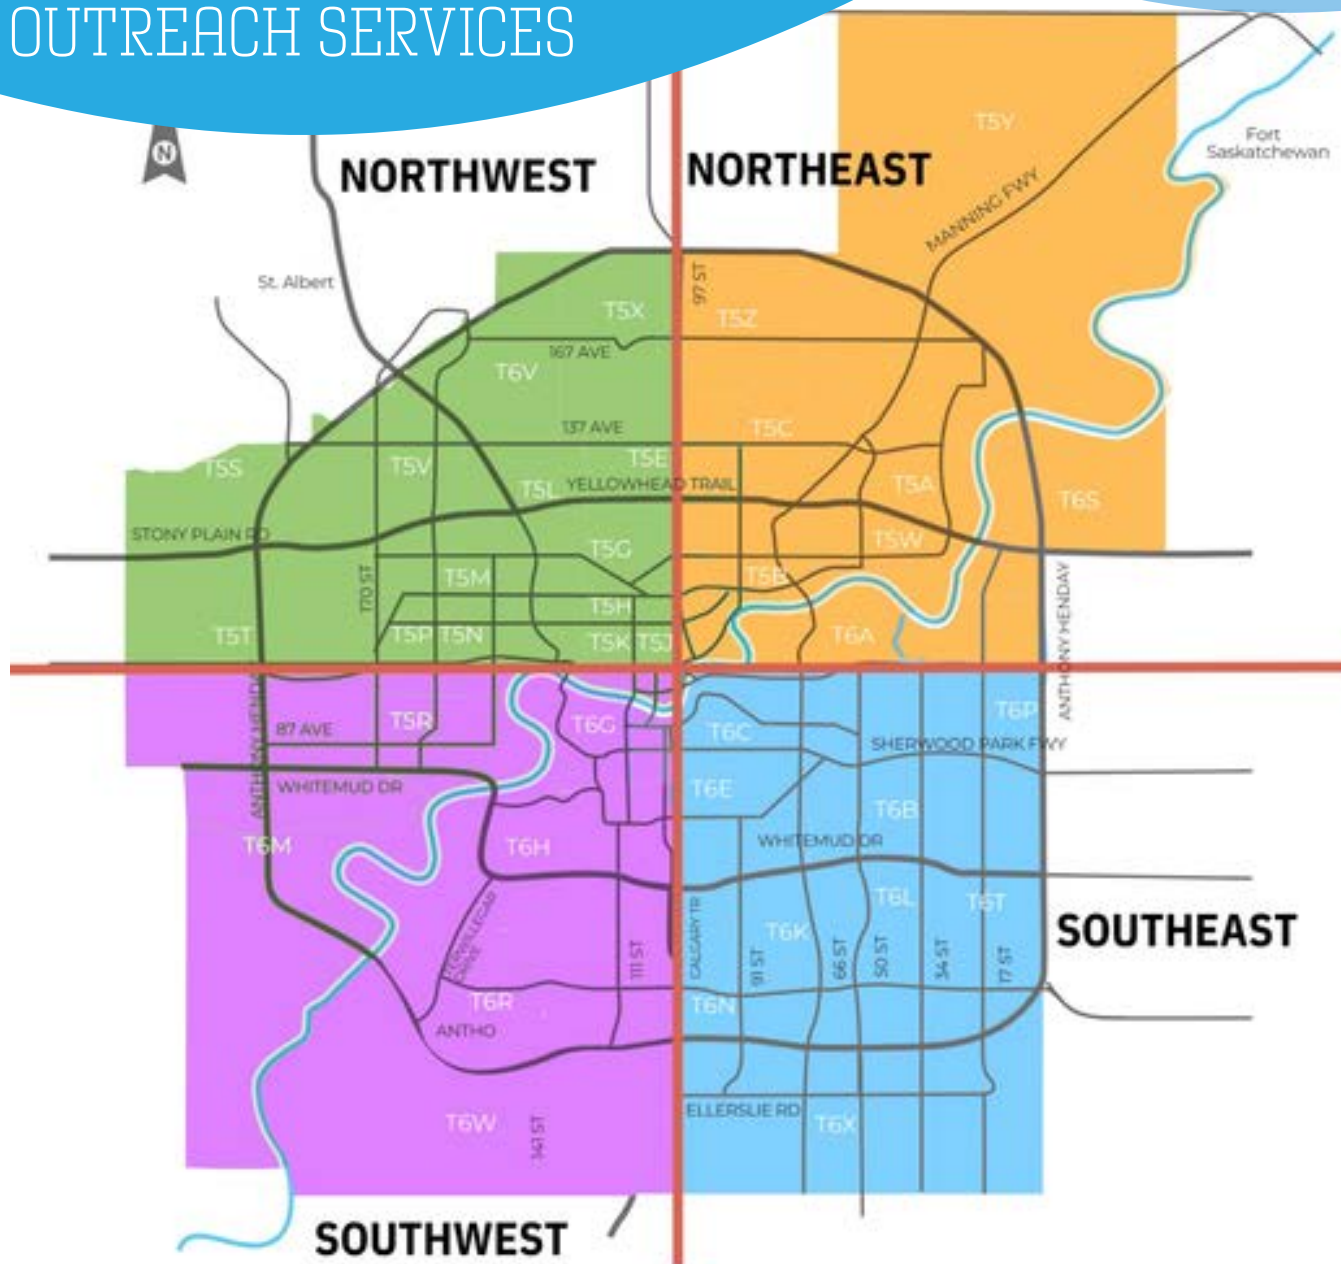 OUTREACH SERVICES
N
NORTHWEST
NORTHEAST
T5Y
Fort
Saskatchewan
MANNING FWY
St. Albert
97 ST
T5X
T5Z
167 AVE
T6V
137 AVE
T5C
T5S
T5V
T5E
T5L
YELLOWHEAD TRAIL
T5A
T6S
STONY PLAIN RD
T5G
T5W
170 ST
T5M
T5B
ANTHONY HENDAY
T5H
T5T
T5P
T5N
T5K
T5J
T6A
ANTHONY HENDAY
87 AVE
T5R
T6G
T6C
T6P
SHERWOOD PARK FWY
WHITEMUD DR
T6E
T6B
T6M
T6H
WHITEMUD DR
TERWILLEGAR
DRIVE
111 ST
CALGARY TR
T6K
T6L
T6T
SOUTHEAST
91 ST
66 ST
50 ST
34 ST
17 ST
T6R
T6N
ANTHO
ELLERSLIE RD
T6W
141 ST
T6X
SOUTHWEST